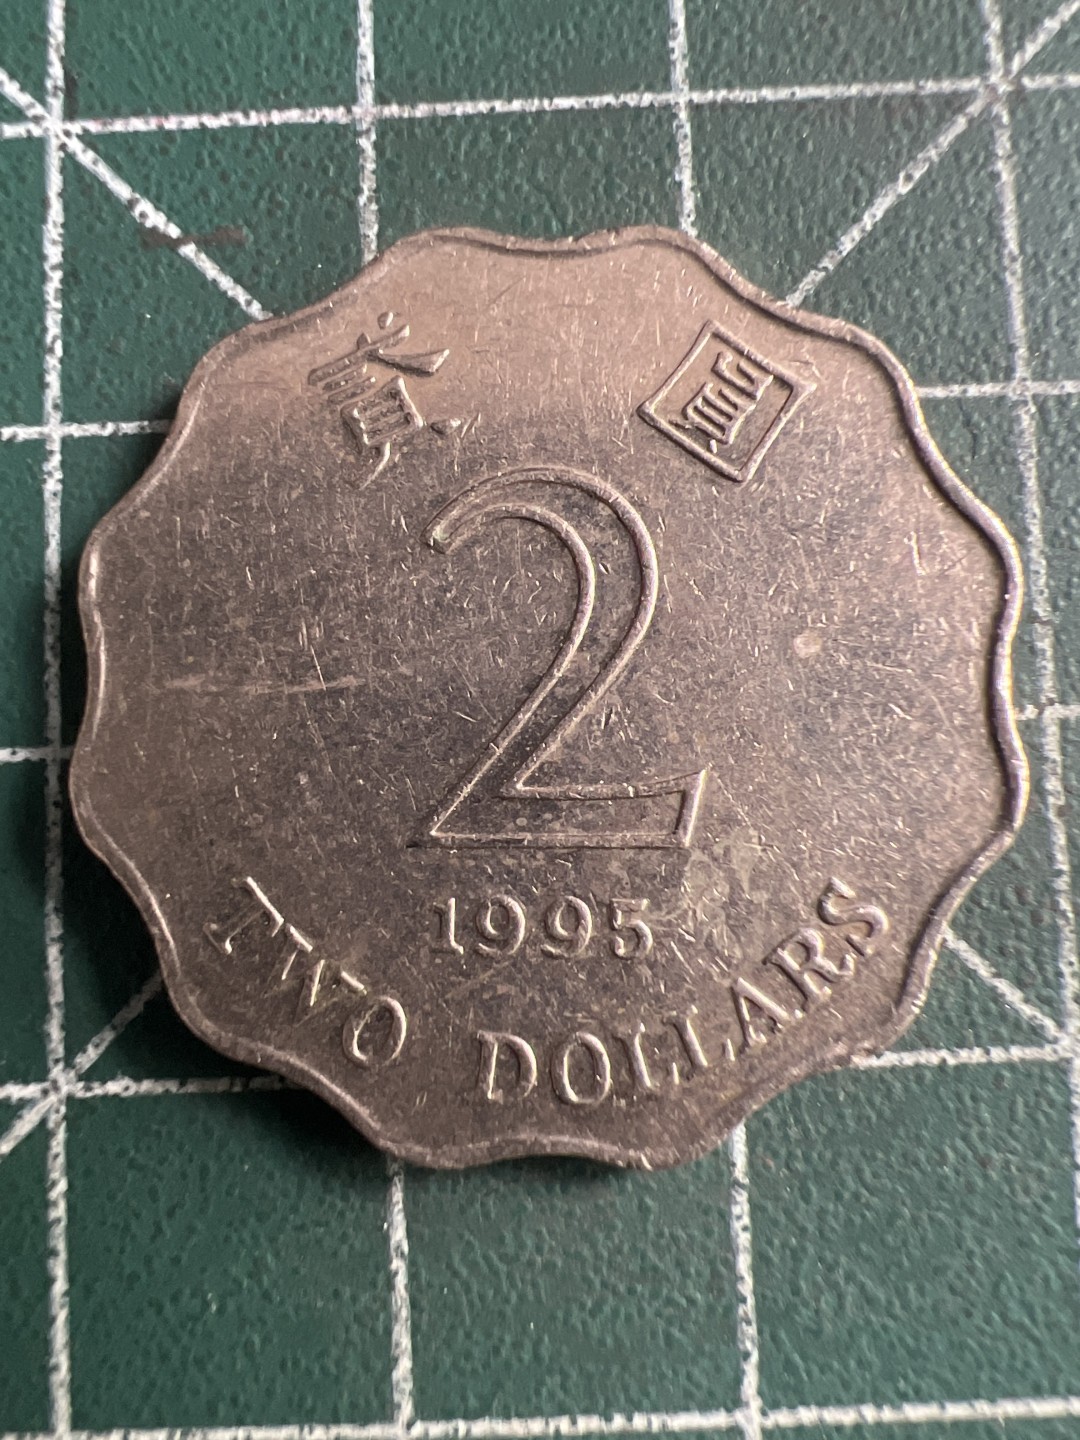 貳 圓
2
1995
TWO DOLLARS